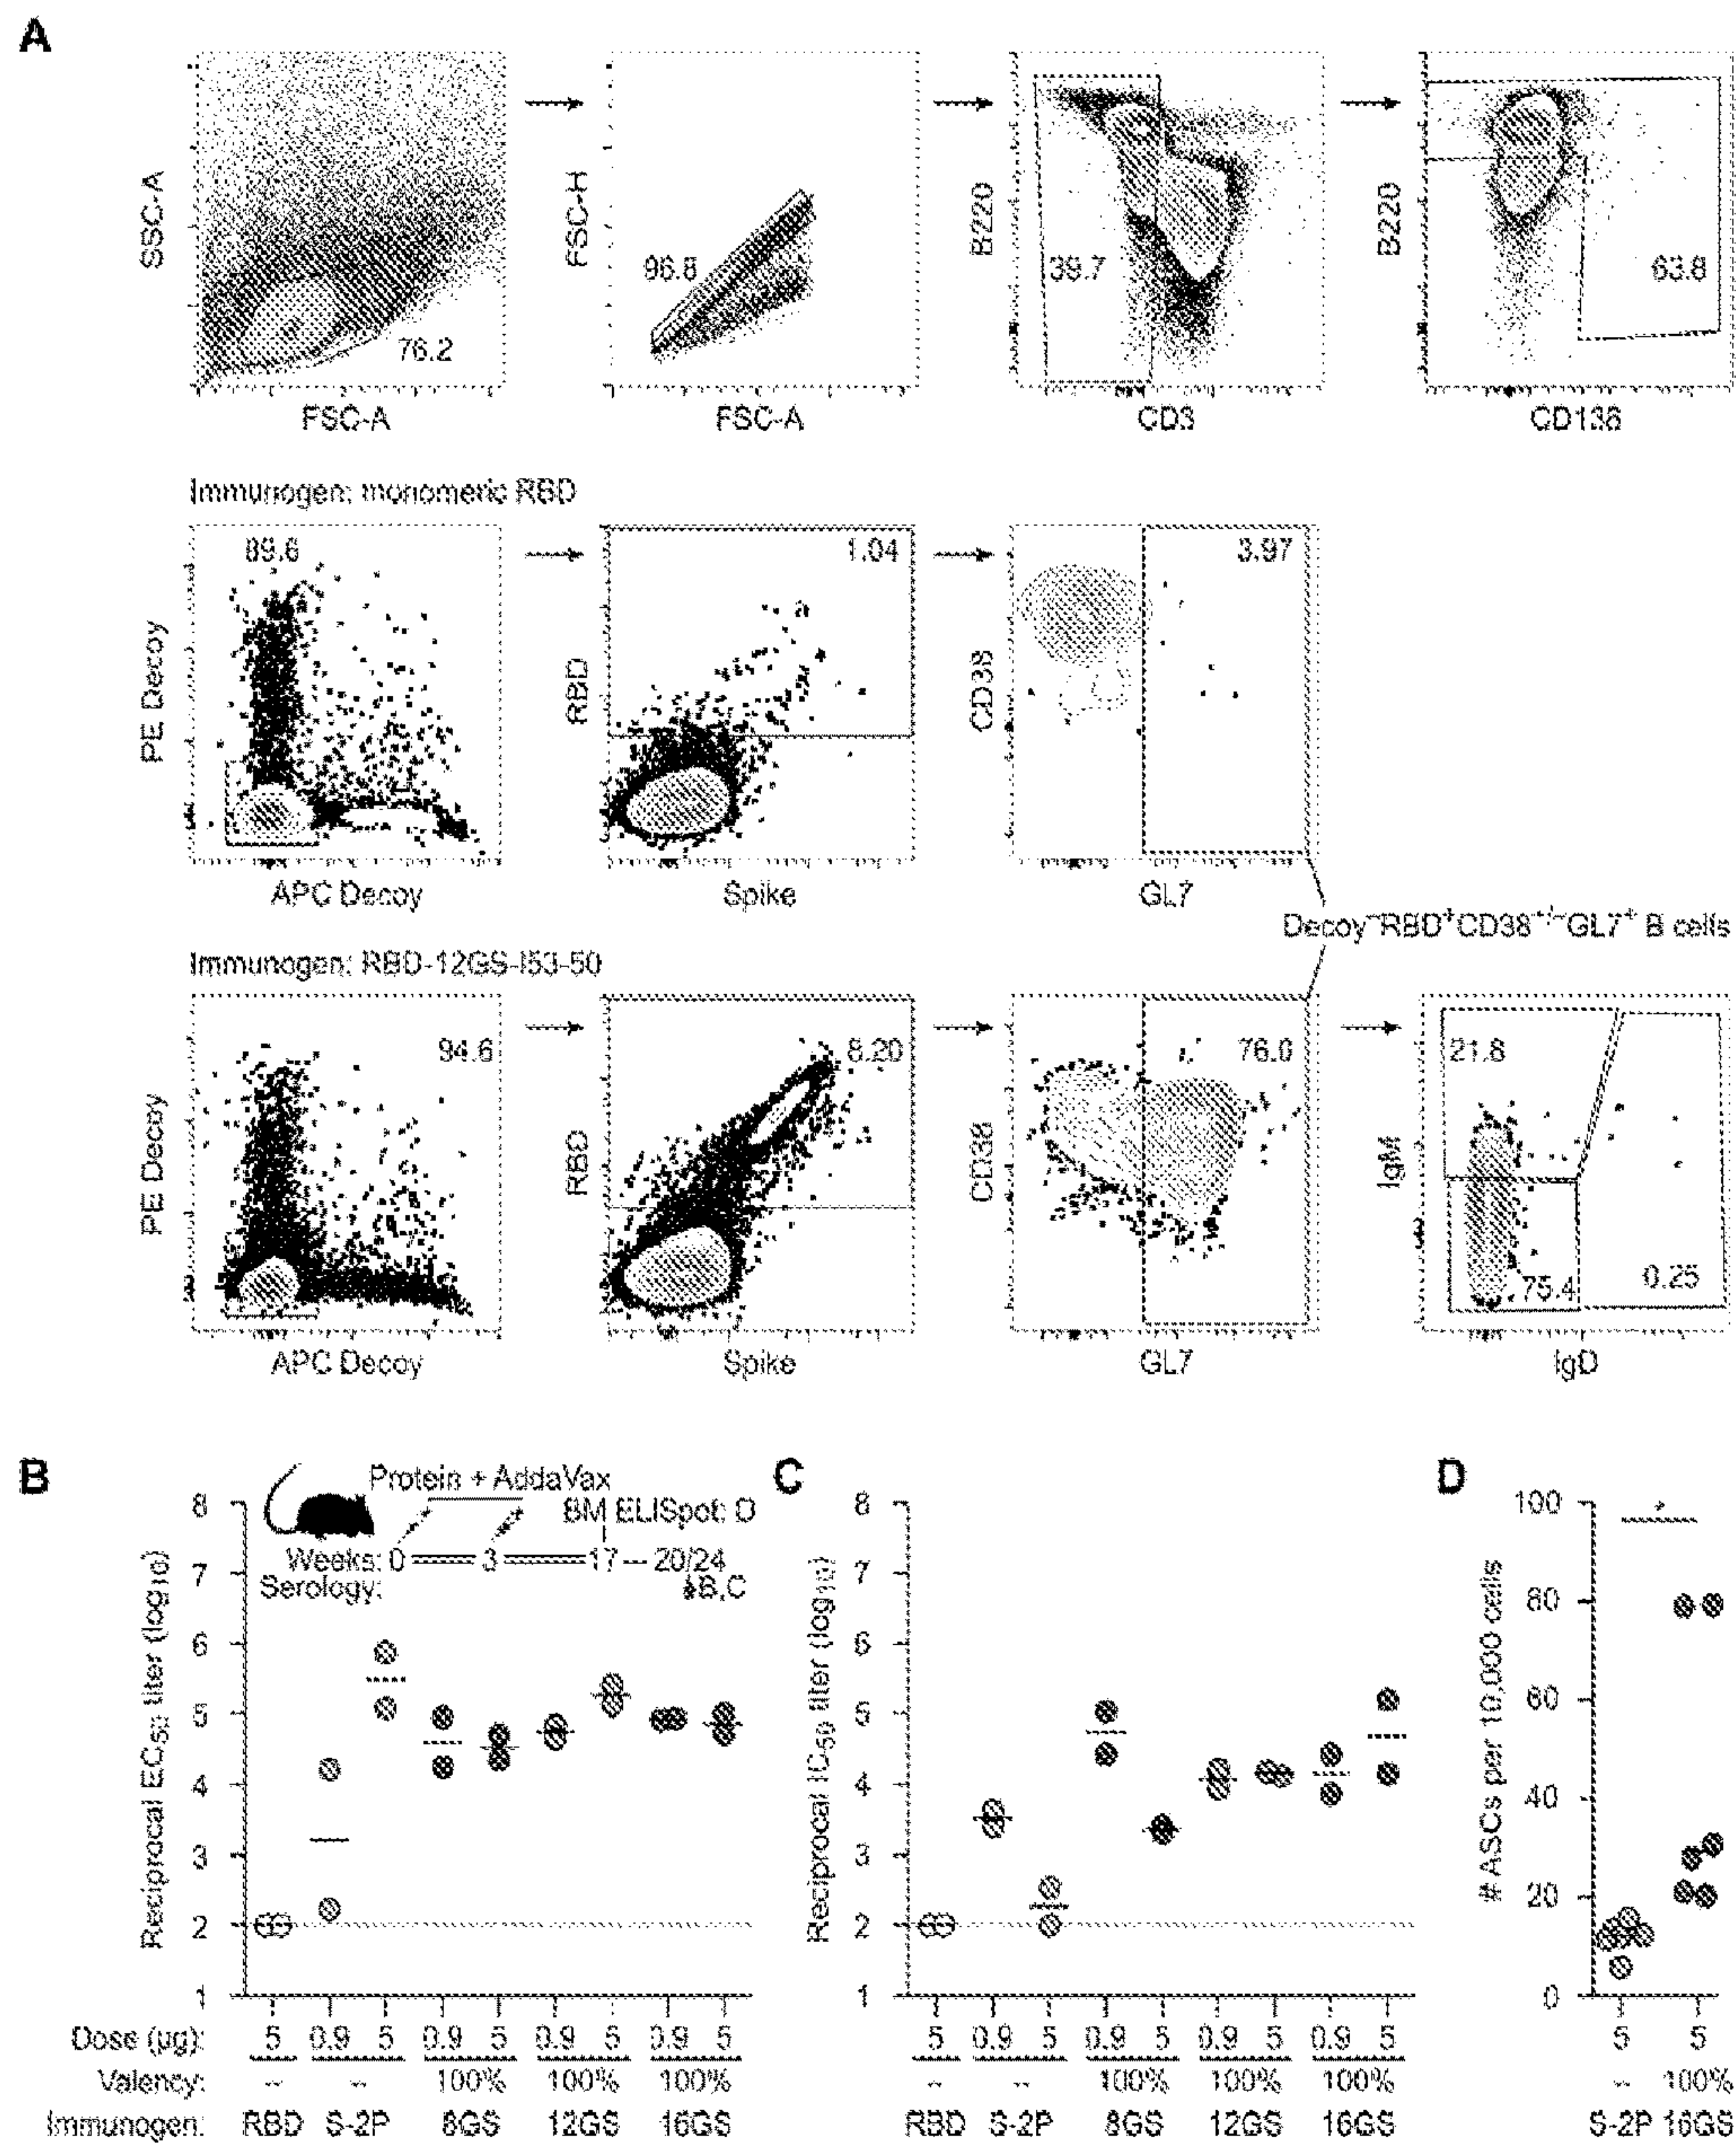 A
SSC-A
76.2
FSC-A
FSC-H
96.8
FSC-A
B220
39.7
CD3
B220
63.8
CD138
Immunogen: monomeric RBD
PE Decoy
89.6
APC Decoy
RBD
1.04
Spike
CD38
3.97
GL7
Decoy⁻RBD⁺CD38⁺/⁻GL7⁺ B cells
Immunogen: RBD-12GS-I53-50
PE Decoy
94.6
APC Decoy
RBD
8.20
Spike
CD38
76.0
GL7
IgM
21.8
75.4
0.25
IgD
B
Protein + AddaVax
BM ELISpot: D
Weeks: 0 3 17 -- 20/24
Serology: B,C
Reciprocal EC₅₀ titer (log₁₀)
8
7
6
5
4
3
2
1
Dose (µg): 5 0.9 5 0.9 5 0.9 5 0.9 5
Valency: -- -- 100% 100% 100%
Immunogen: RBD S-2P 8GS 12GS 16GS
C
Reciprocal IC₅₀ titer (log₁₀)
8
7
6
5
4
3
2
1
5 0.9 5 0.9 5 0.9 5 0.9 5
-- -- 100% 100% 100%
RBD S-2P 8GS 12GS 16GS
D
# ASCs per 10,000 cells
100
80
60
40
20
0
5 5
-- 100%
S-2P 16GS